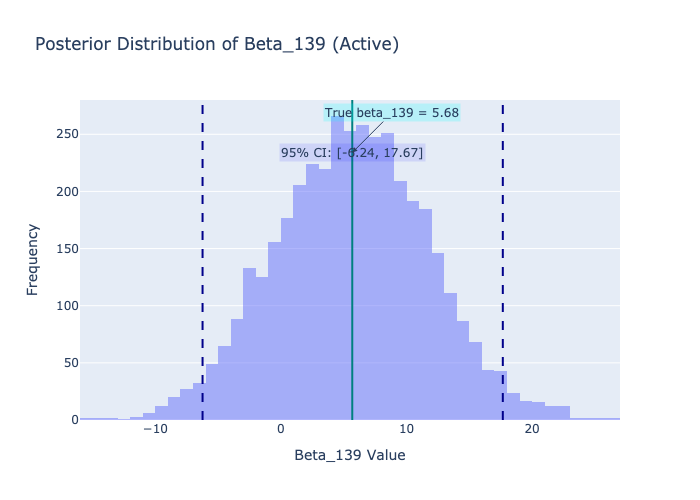 Posterior Distribution of Beta_139 (Active)
True beta_139 = 5.68
95% CI: [-6.24, 17.67]
Frequency
250
200
150
100
50
0
−10
0
10
20
Beta_139 Value